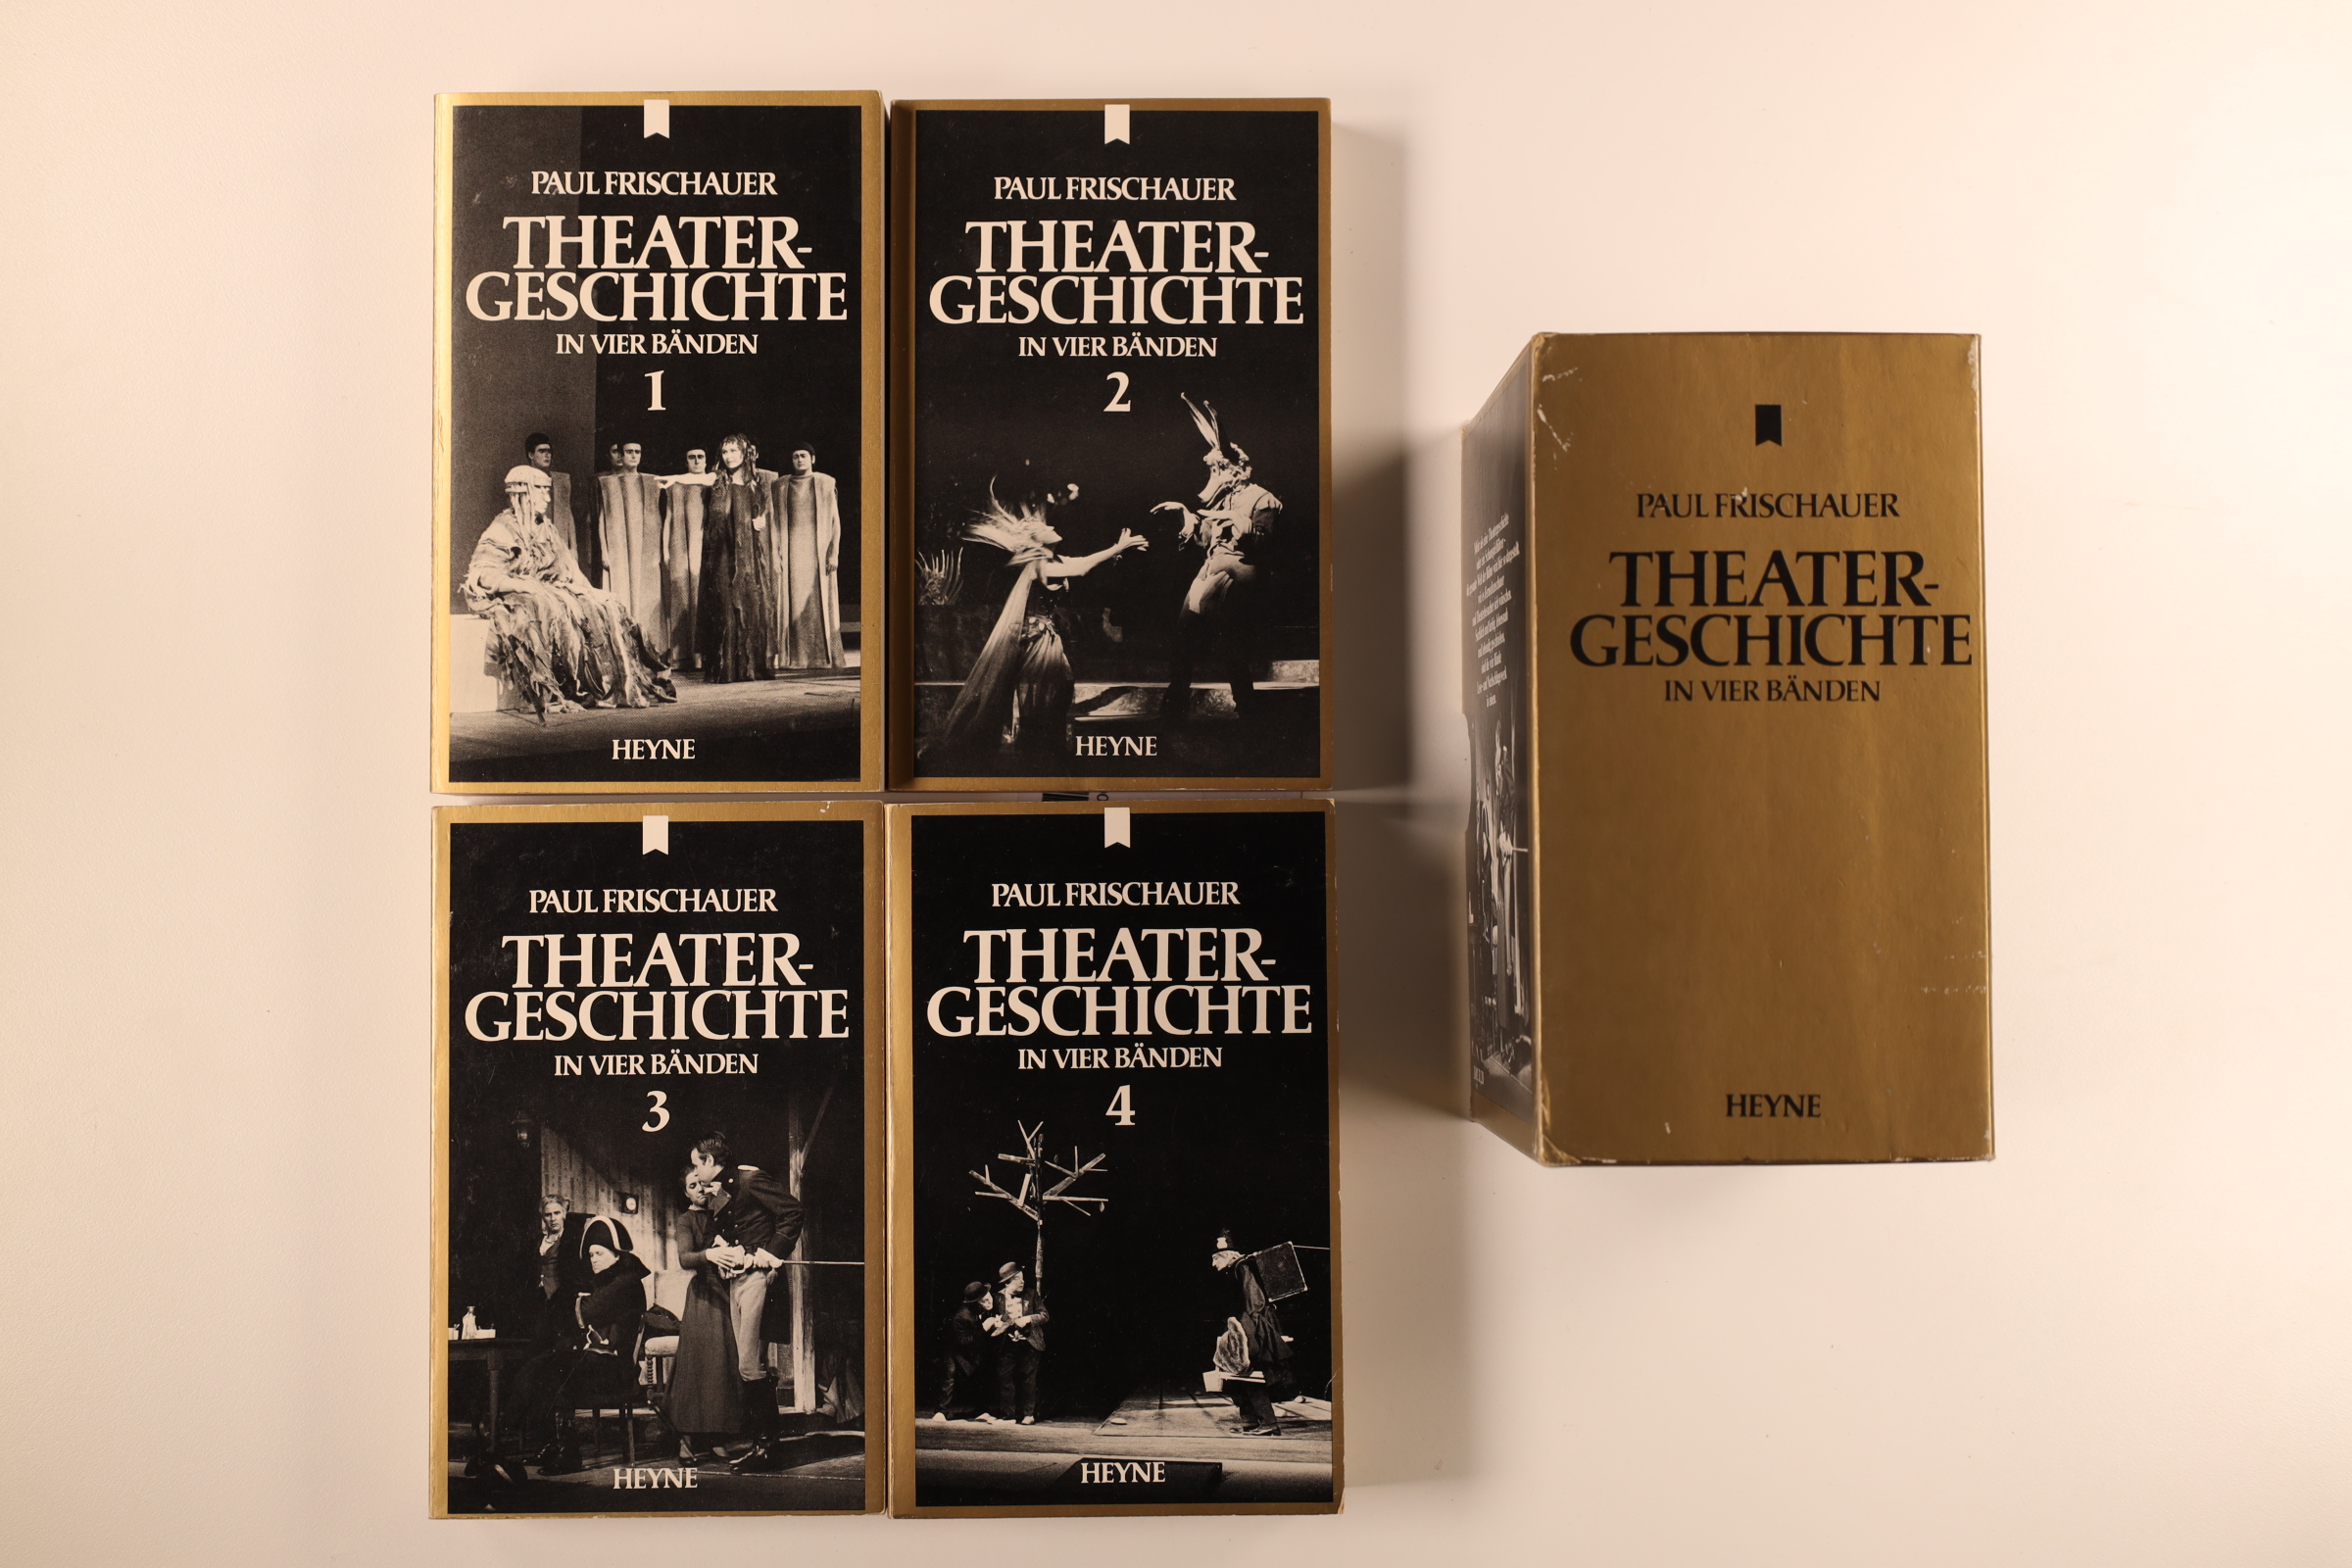 PAUL FRISCHAUER
THEATER-
GESCHICHTE
IN VIER BÄNDEN
1
HEYNE
PAUL FRISCHAUER
THEATER-
GESCHICHTE
IN VIER BÄNDEN
2
HEYNE
PAUL FRISCHAUER
THEATER-
GESCHICHTE
IN VIER BÄNDEN
3
HEYNE
PAUL FRISCHAUER
THEATER-
GESCHICHTE
IN VIER BÄNDEN
4
HEYNE
PAUL FRISCHAUER
THEATER-
GESCHICHTE
IN VIER BÄNDEN
HEYNE